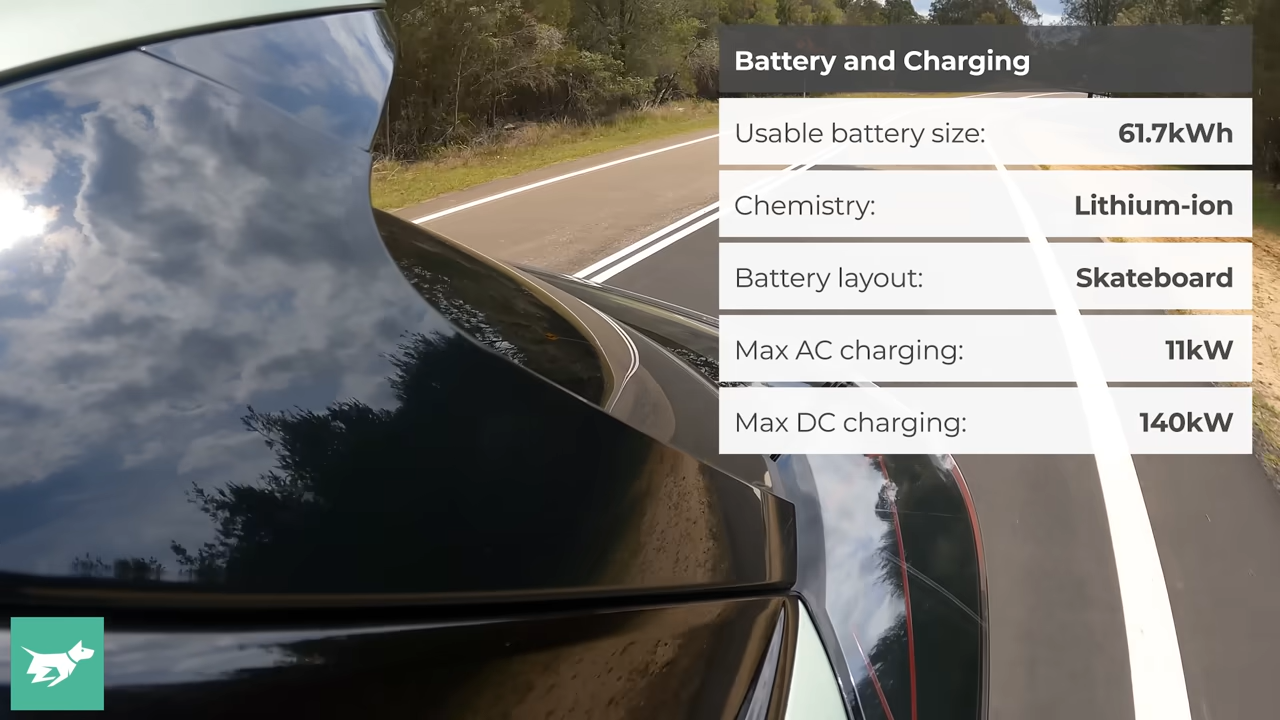 Battery and Charging
Usable battery size: 61.7kWh
Chemistry: Lithium-ion
Battery layout: Skateboard
Max AC charging: 11kW
Max DC charging: 140kW